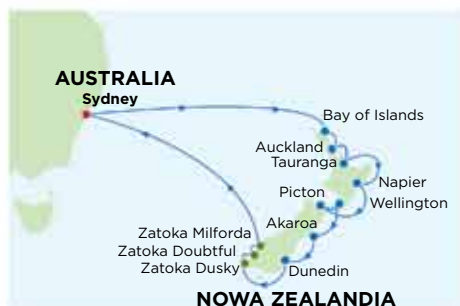 AUSTRALIA
Sydney
Bay of Islands
Auckland
Tauranga
Napier
Picton
Wellington
Akaroa
Zatoka Milforda
Zatoka Doubtful
Zatoka Dusky
Dunedin
NOWA ZEALANDIA